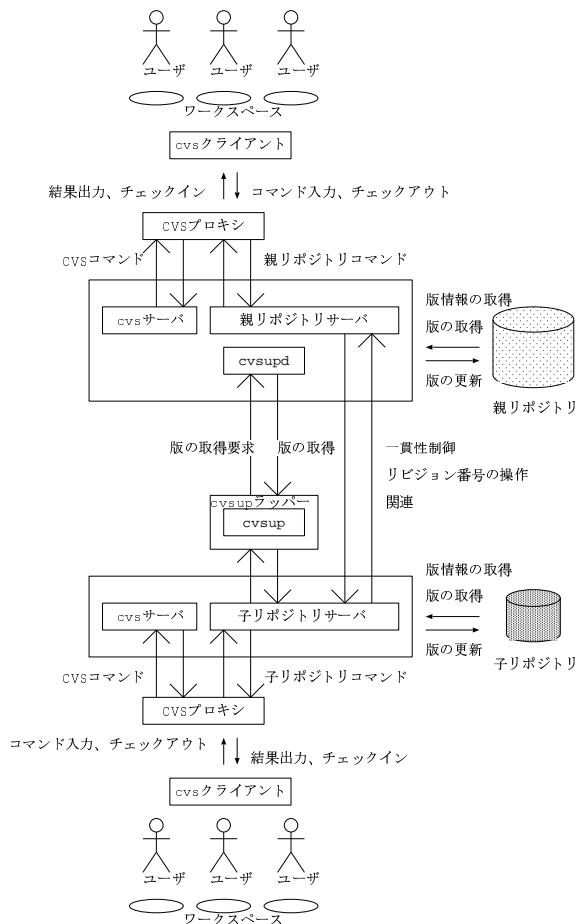 ユーザ ユーザ ユーザ
ワークスペース
cvsクライアント
結果出力、チェックイン コマンド入力、チェックアウト
CVSプロキシ
CVSコマンド 親リポジトリコマンド
cvsサーバ 親リポジトリサーバ
cvsupd
版情報の取得
版の取得
版の更新
親リポジトリ
版の取得要求 版の取得
一貫性制御
リビジョン番号の操作
関連
cvsupラッパー
cvsup
版情報の取得
版の取得
版の更新
子リポジトリ
cvsサーバ 子リポジトリサーバ
CVSコマンド 子リポジトリコマンド
CVSプロキシ
コマンド入力、チェックアウト 結果出力、チェックイン
cvsクライアント
ユーザ ユーザ ユーザ
ワークスペース